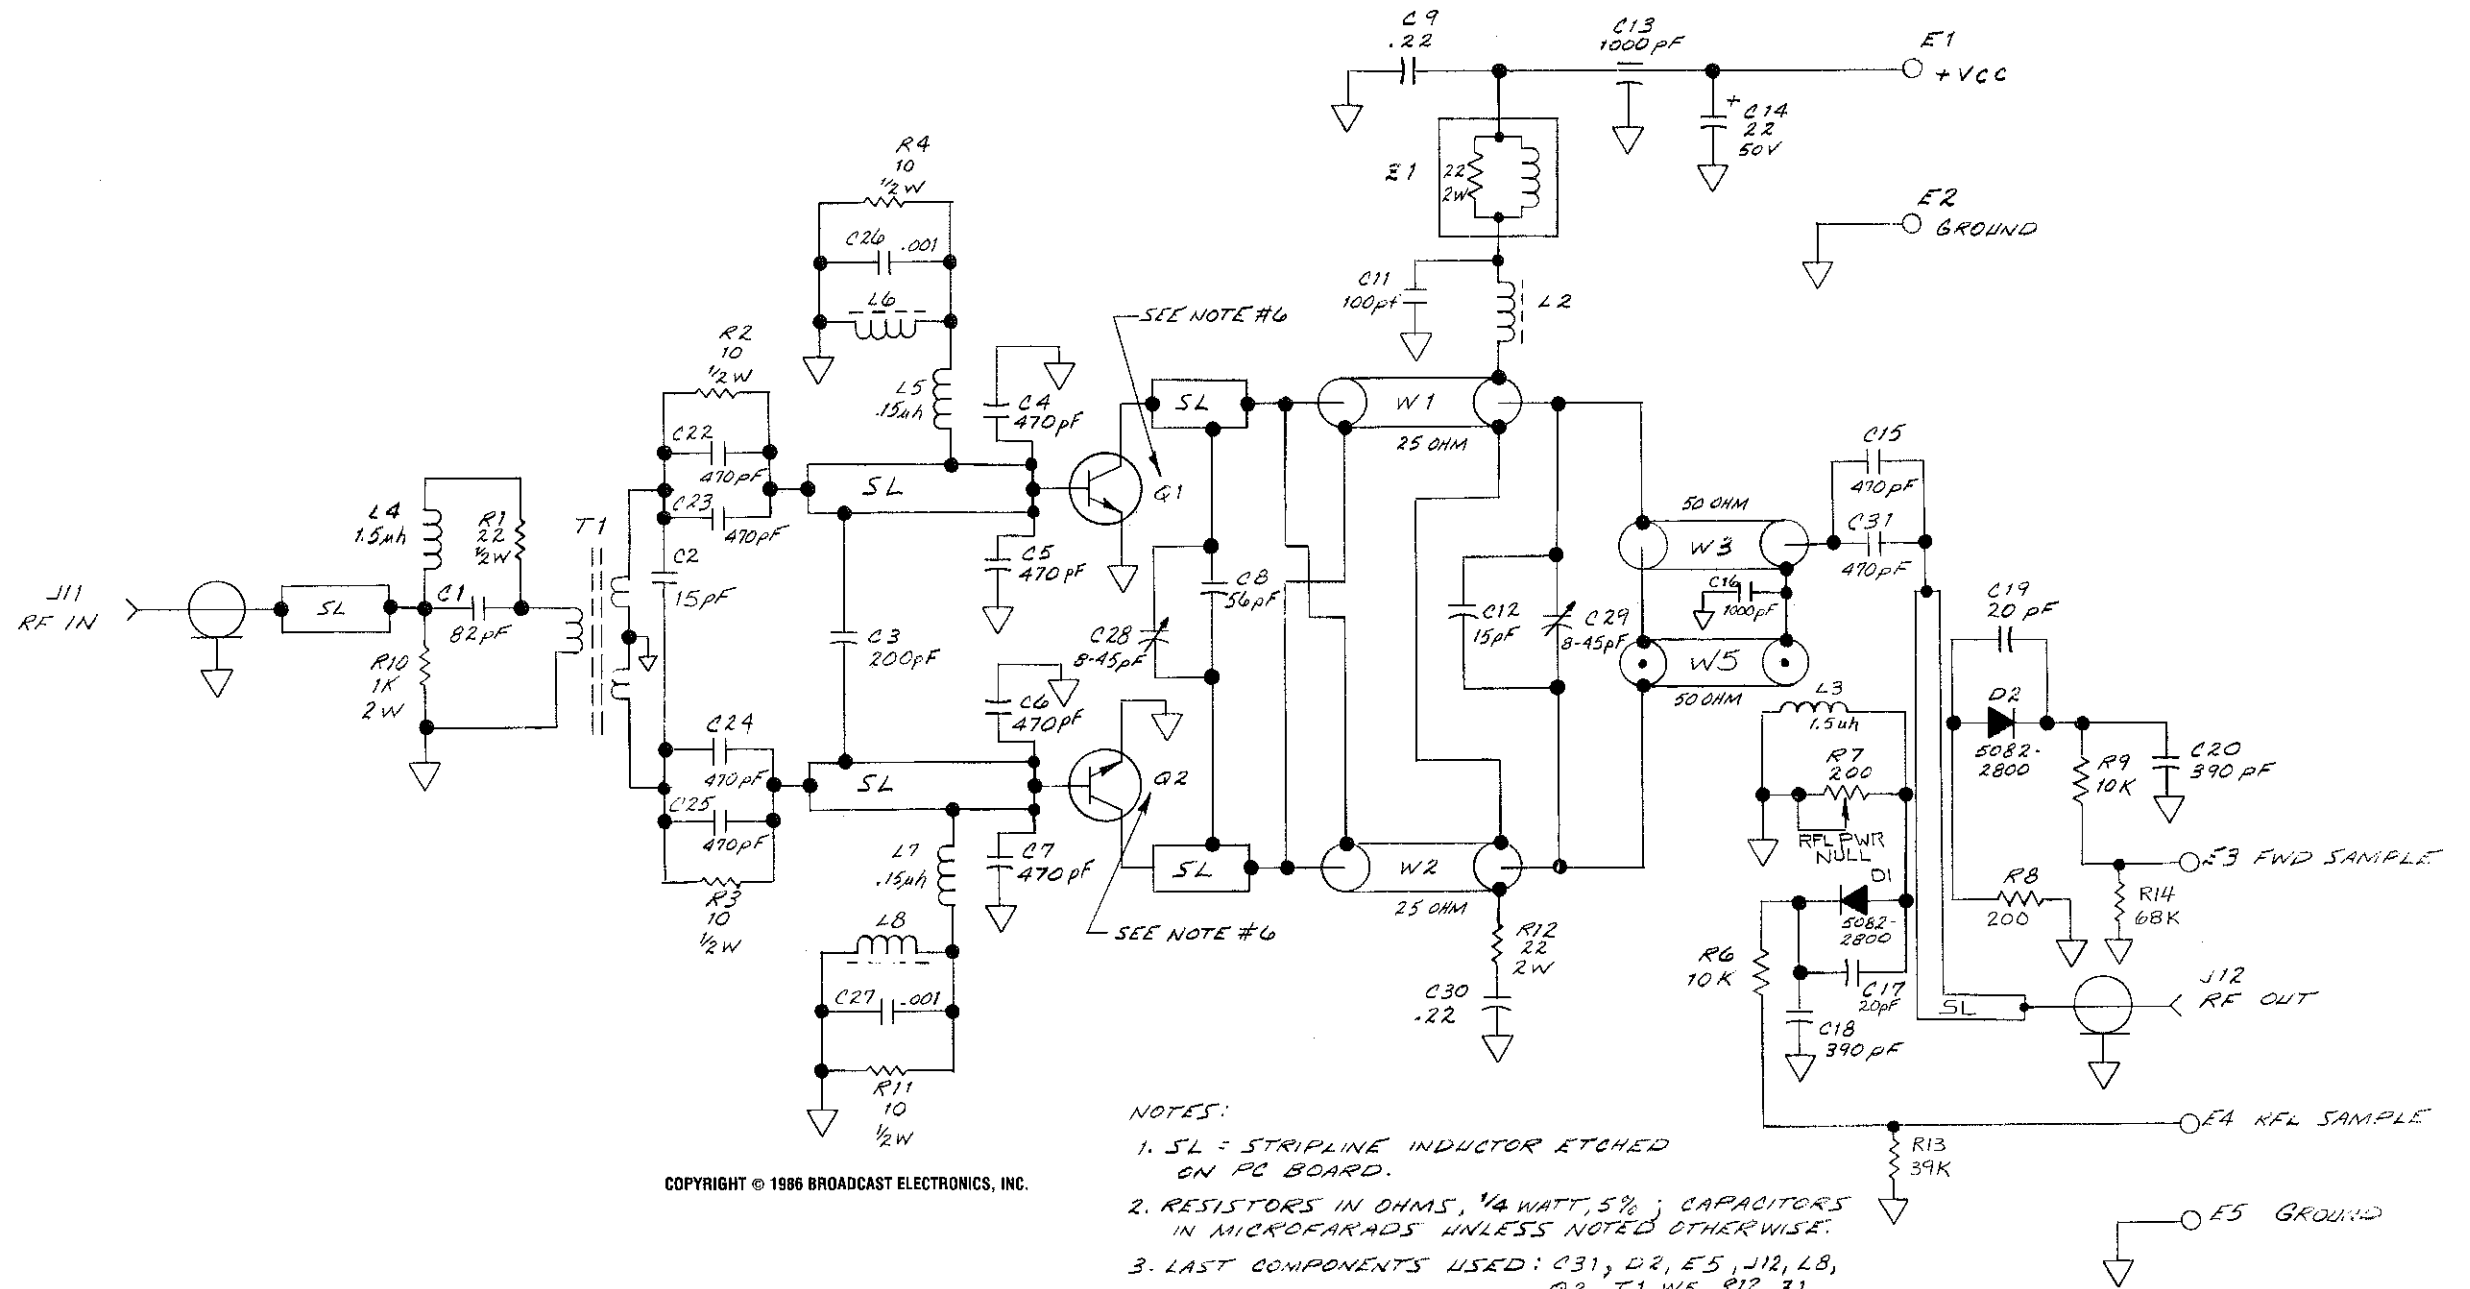 C9
.22
C13
1000pF
E1
+VCC
C14
22
50V
+
E1
22
2W
E2
GROUND
R4
10
1/2W
C26 .001
L6
C11
100pf
L2
SEE NOTE #6
R2
10
1/2W
L5
.15µh
C4
470pF
SL
W1
25 OHM
C22
470pF
C23
470pF
SL
Q1
C15
470pF
50 OHM
C31
470pF
W3
L4
1.5µh
R1
22
1/2W
T1
C2
15pF
C5
470pF
C8
56pF
C16
1000pF
C19
20pF
J11
RF IN
SL
C1
82pF
C3
200pF
C28
8-45pF
C12
15pF
C29
8-45pF
W5
50 OHM
R10
1K
2W
C6
470pF
L3
1.5uh
D2
5082-
2800
C24
470pF
C25
470pF
SL
Q2
R7
200
RFL PWR
NULL
R9
10K
C20
390pF
R3
10
1/2W
L7
.15µh
C7
470pF
SL
W2
25 OHM
D1
5082-
2800
E3 FWD SAMPLE
R8
200
R14
68K
L8
SEE NOTE #6
R12
22
2W
R6
10K
C27 .001
C30
.22
C17
20pF
C18
390pF
SL
J12
RF OUT
R11
10
1/2W
E4 RFL SAMPLE
R13
39K
E5 GROUND
COPYRIGHT © 1986 BROADCAST ELECTRONICS, INC.
NOTES:
1. SL = STRIPLINE INDUCTOR ETCHED
ON PC BOARD.
2. RESISTORS IN OHMS, 1/4 WATT, 5%; CAPACITORS
IN MICROFARADS UNLESS NOTED OTHERWISE.
3. LAST COMPONENTS USED: C31, D2, E5, J12, L8,